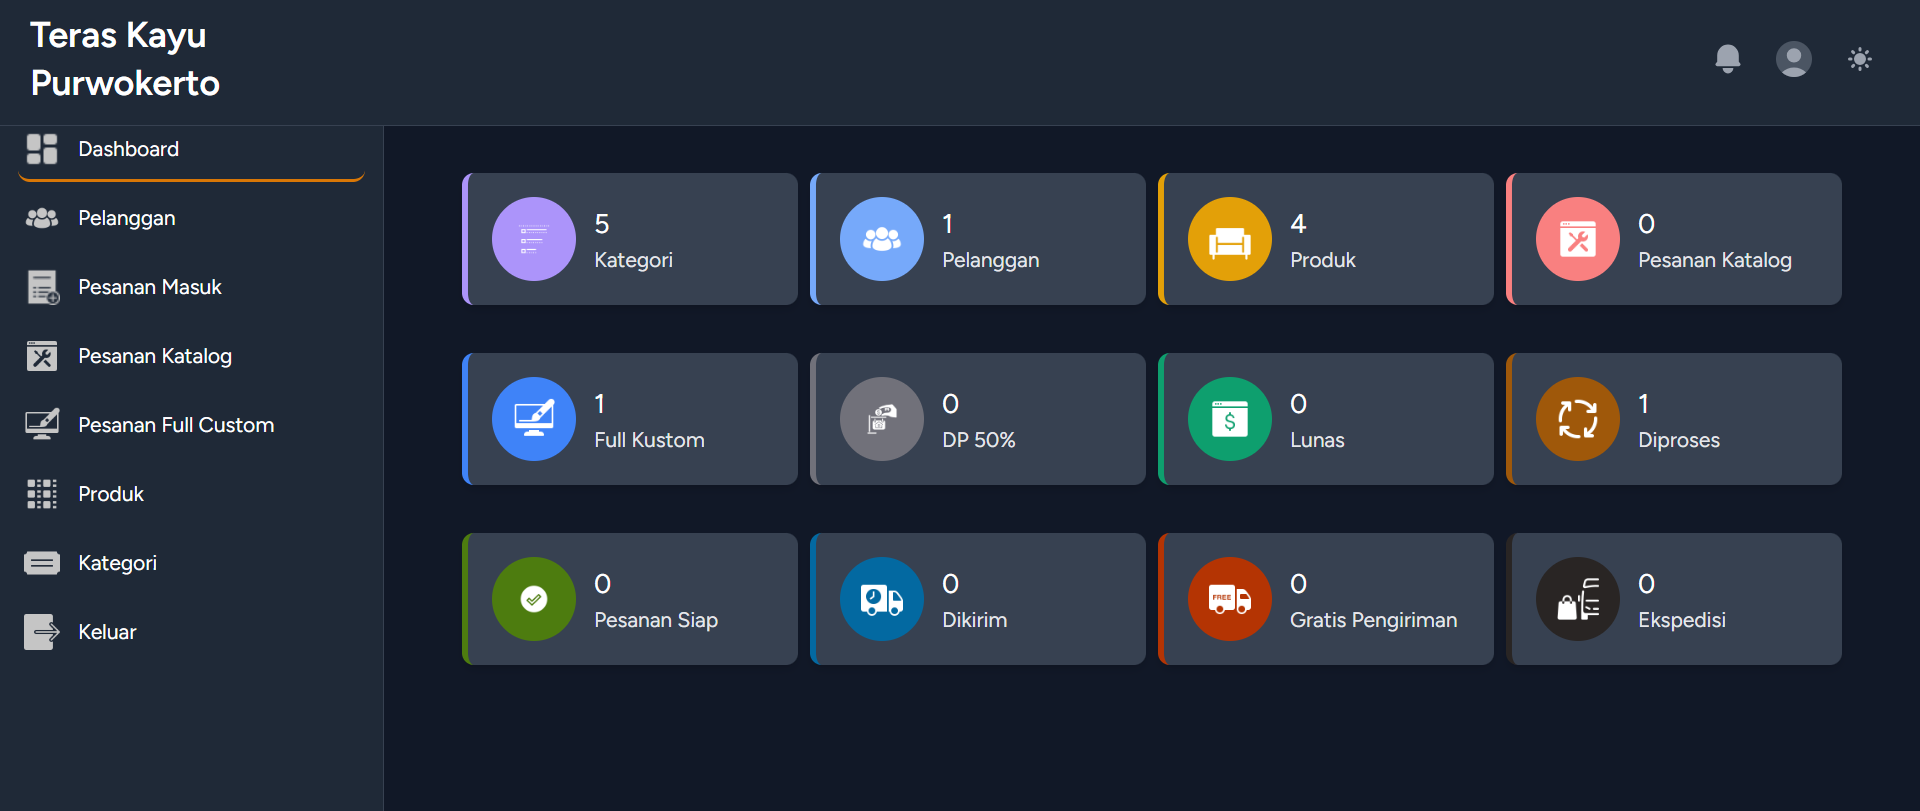 Teras Kayu
Purwokerto
Dashboard
Pelanggan
Pesanan Masuk
Pesanan Katalog
Pesanan Full Custom
Produk
Kategori
Keluar
5
Kategori
1
Pelanggan
4
Produk
0
Pesanan Katalog
1
Full Kustom
0
DP 50%
$
0
Lunas
1
Diproses
0
Pesanan Siap
0
Dikirim
FREE
0
Gratis Pengiriman
0
Ekspedisi